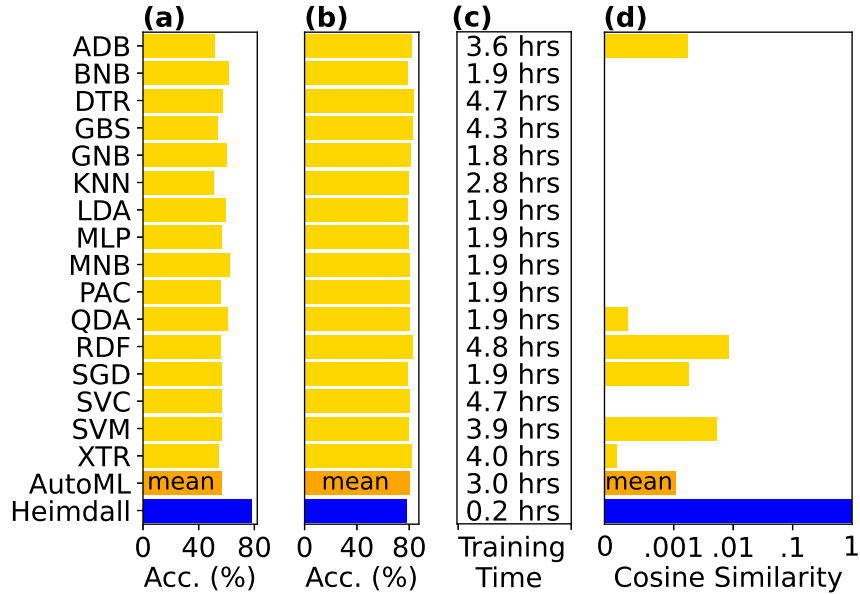 (a) (b) (c) (d)
ADB 3.6 hrs
BNB 1.9 hrs
DTR 4.7 hrs
GBS 4.3 hrs
GNB 1.8 hrs
KNN 2.8 hrs
LDA 1.9 hrs
MLP 1.9 hrs
MNB 1.9 hrs
PAC 1.9 hrs
QDA 1.9 hrs
RDF 4.8 hrs
SGD 1.9 hrs
SVC 4.7 hrs
SVM 3.9 hrs
XTR 4.0 hrs
AutoML mean mean 3.0 hrs mean
Heimdall 0.2 hrs
0 40 80 0 40 80 Training 0 .001 .01 .1 1
Acc. (%) Acc. (%) Time Cosine Similarity